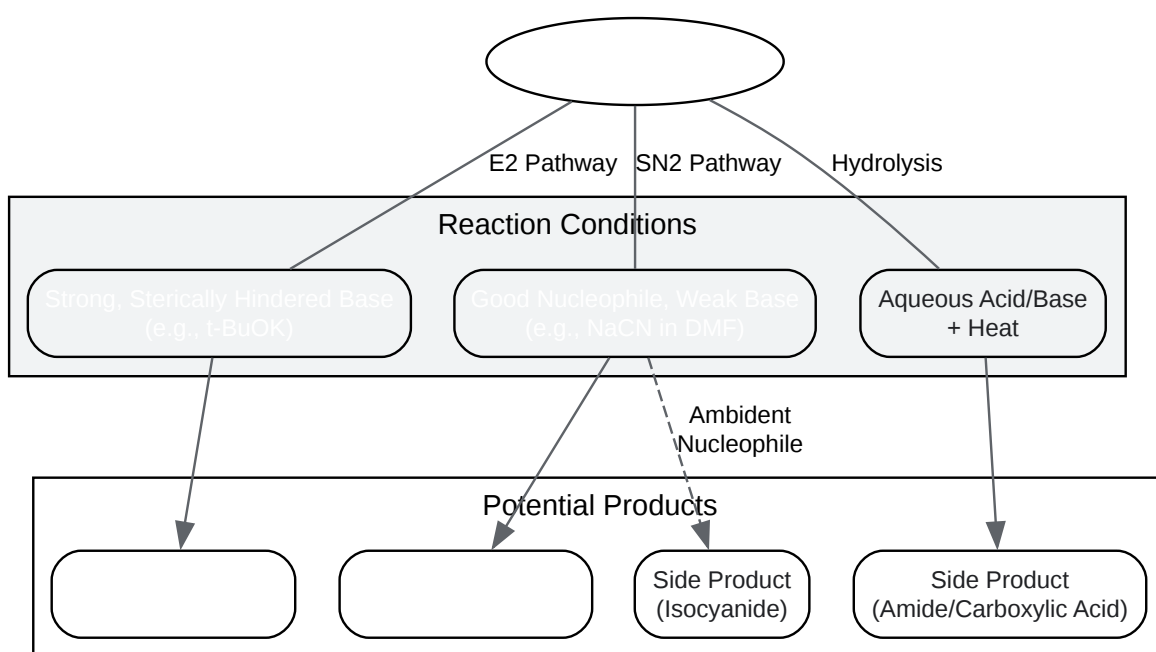 E2 Pathway
SN2 Pathway
Hydrolysis
Reaction Conditions
Strong, Sterically Hindered Base
(e.g., t-BuOK)
Good Nucleophile, Weak Base
(e.g., NaCN in DMF)
Aqueous Acid/Base
+ Heat
Ambident
Nucleophile
Potential Products
Side Product
(Isocyanide)
Side Product
(Amide/Carboxylic Acid)